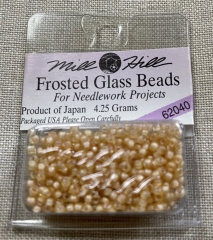 Mill Hill
Frosted Glass Beads
For Needlework Projects
Product of Japan 4.25 Grams
Packaged USA Please Open Carefully
62040